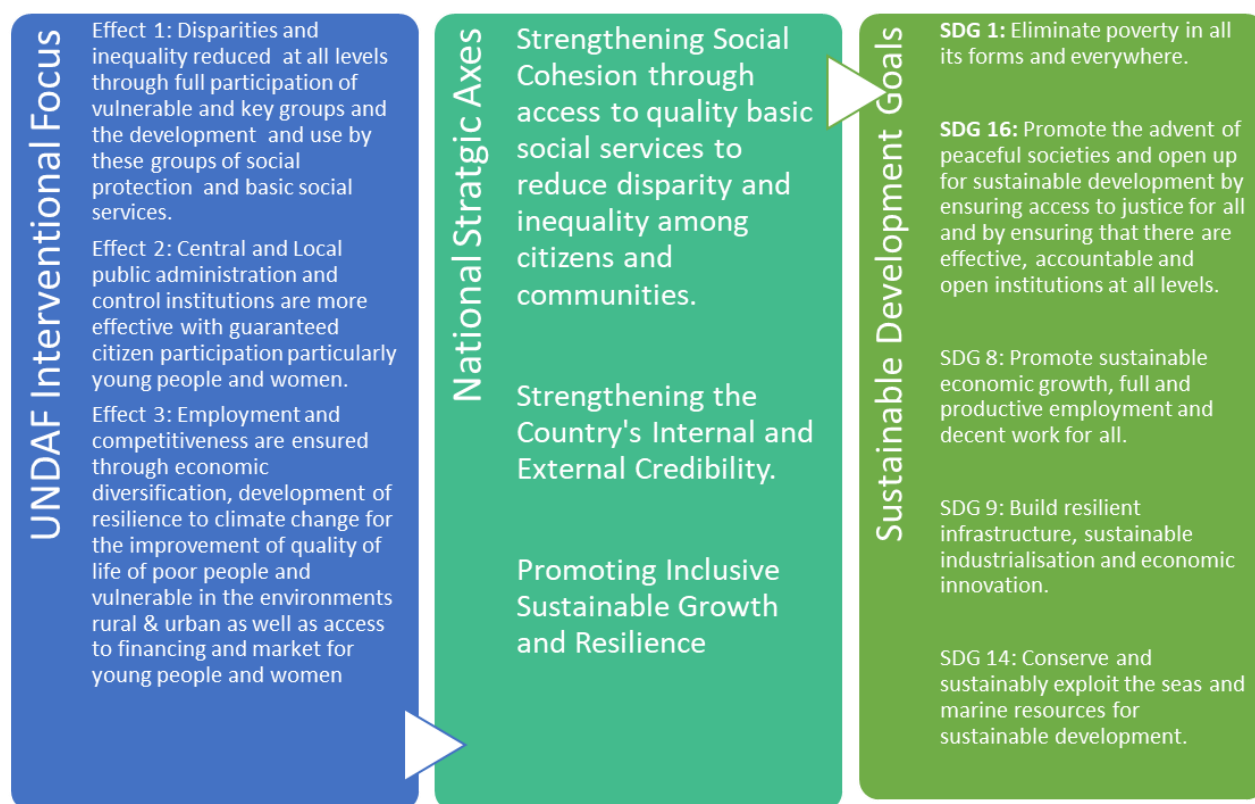 UNDAF Interventional Focus
Effect 1: Disparities and
inequality reduced at all levels
through full participation of
vulnerable and key groups and
the development and use by
these groups of social
protection and basic social
services.
Effect 2: Central and Local
public administration and
control institutions are more
effective with guaranteed
citizen participation particularly
young people and women.
Effect 3: Employment and
competitiveness are ensured
through economic
diversification, development of
resilience to climate change for
the improvement of quality of
life of poor people and
vulnerable in the environments
rural & urban as well as access
to financing and market for
young people and women
National Stratgic Axes
Strengthening Social
Cohesion through
access to quality basic
social services to
reduce disparity and
inequality among
citizens and
communities.
Strengthening the
Country's Internal and
External Credibility.
Promoting Inclusive
Sustainable Growth
and Resilience
Sustainable Development Goals
SDG 1: Eliminate poverty in all
its forms and everywhere.
SDG 16: Promote the advent of
peaceful societies and open up
for sustainable development by
ensuring access to justice for all
and by ensuring that there are
effective, accountable and
open institutions at all levels.
SDG 8: Promote sustainable
economic growth, full and
productive employment and
decent work for all.
SDG 9: Build resilient
infrastructure, sustainable
industrialisation and economic
innovation.
SDG 14: Conserve and
sustainably exploit the seas and
marine resources for
sustainable development.